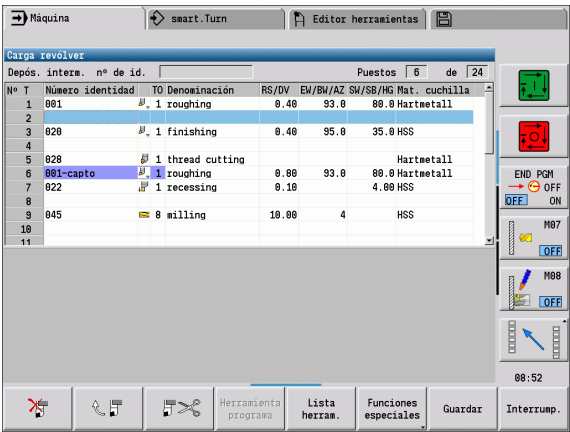 Máquina smart.Turn Editor herramientas
Carga revólver
Depós. interm. nº de id. Puestos 6 de 24
Nº T Número identidad TO Denominación RS/DV EW/BW/AZ SW/SB/HG Mat. cuchilla
1 001 1 roughing 0.40 93.0 80.0 Hartmetall
2
3 020 1 finishing 0.40 95.0 35.0 HSS
4
5 028 1 thread cutting Hartmetall
6 001-capto 1 roughing 0.80 93.0 80.0 Hartmetall
7 022 1 recessing 0.10 4.00 HSS
8
9 045 8 milling 10.00 4 HSS
10
11
END PGM
OFF
OFF ON
M07
OFF
M08
OFF
08:52
Herramienta programa
Lista herram.
Funciones especiales
Guardar
Interrump.